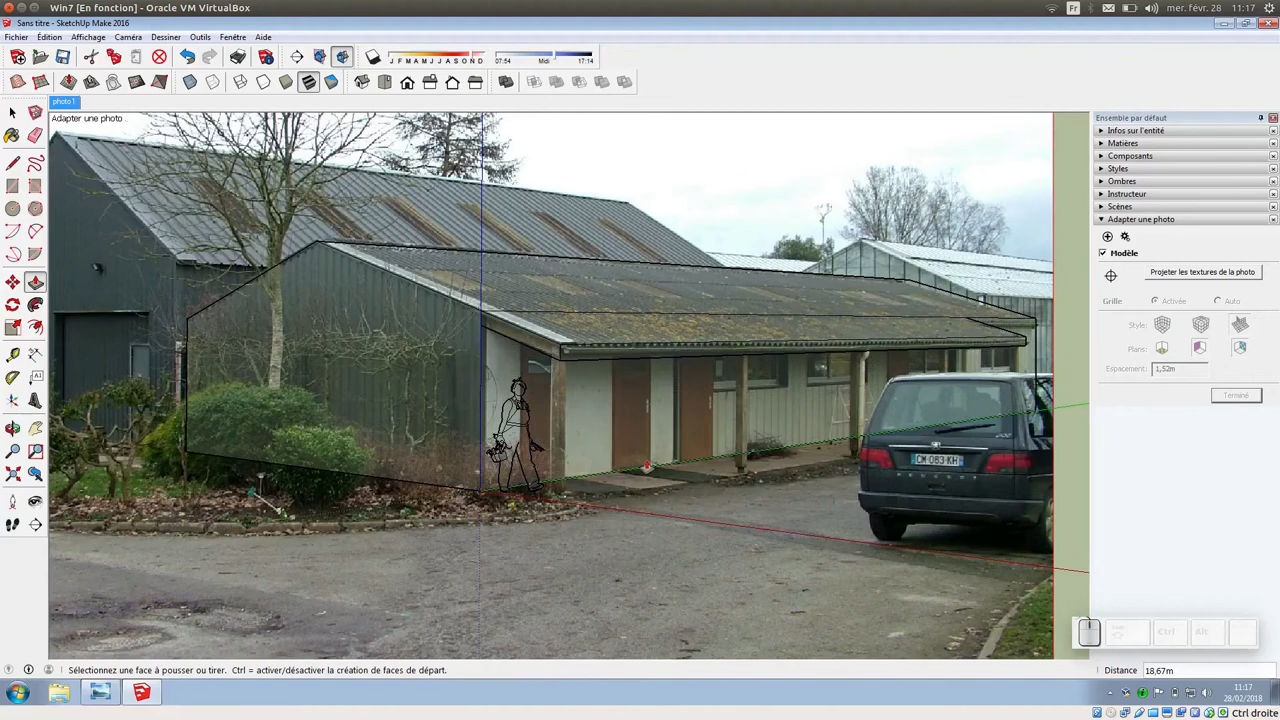 Win7 [En fonction] - Oracle VM VirtualBox
Fr
mer. févr. 28
11:17
Sans titre - SketchUp Make 2016
Fichier Édition Affichage Caméra Dessiner Outils Fenêtre Aide
J F M A M J J A S O N D
07:54 Midi 17:14
photo1
Adapter une photo
Ensemble par défaut
Infos sur l'entité
Matières
Composants
Styles
Ombres
Instructeur
Scènes
Adapter une photo
Modèle
Projeter les textures de la photo
Grille
Activée
Auto
Style:
Plans:
Espacement:
1,52m
Terminé
CM-083-KH
Ctrl
Alt
Sélectionnez une face à pousser ou tirer. Ctrl = activer/désactiver la création de faces de départ.
Distance
18,67m
11:17
28/02/2018
Ctrl droite